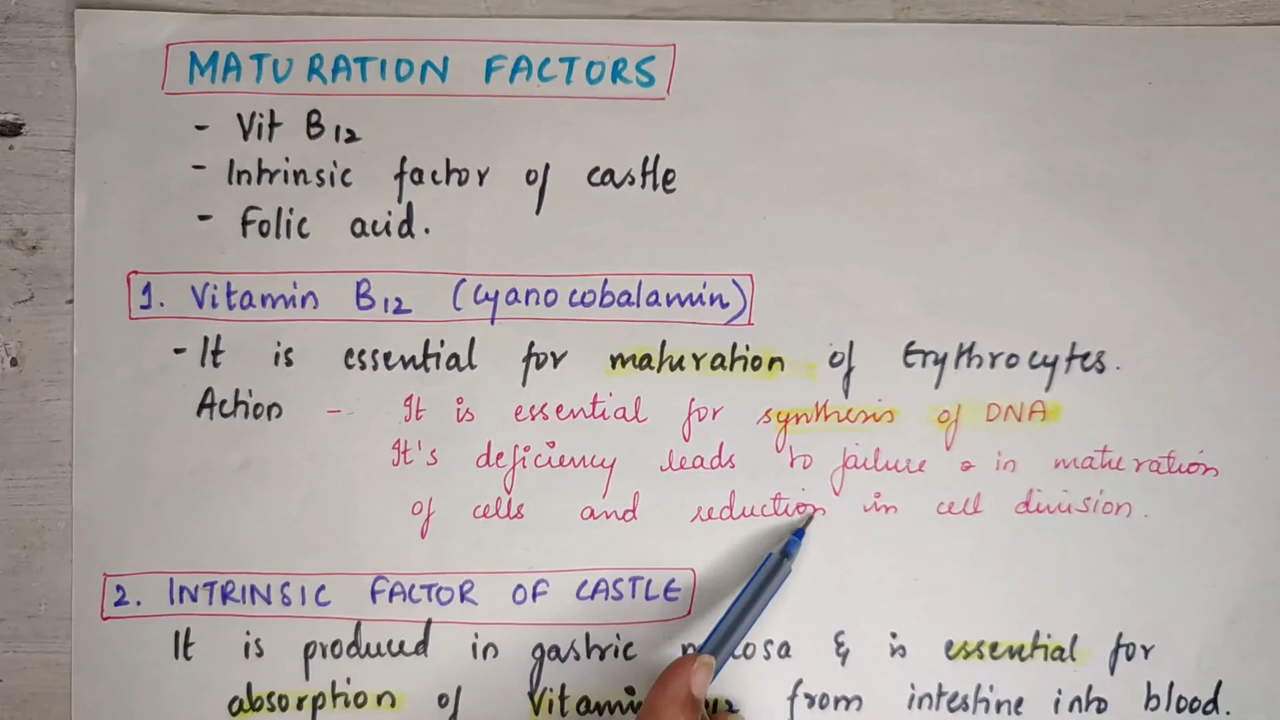 MATURATION FACTORS
- Vit B12
- Intrinsic factor of castle
- Folic acid.
1. Vitamin B12 (Cyanocobalamin)
- It is essential for maturation of Erythrocytes.
Action - It is essential for synthesis of DNA
It's deficiency leads to failure in maturation
of cells and reduction in cell division.
2. INTRINSIC FACTOR OF CASTLE
It is produced in gastric mucosa & is essential for
absorption of Vitamin B12 from intestine into blood.